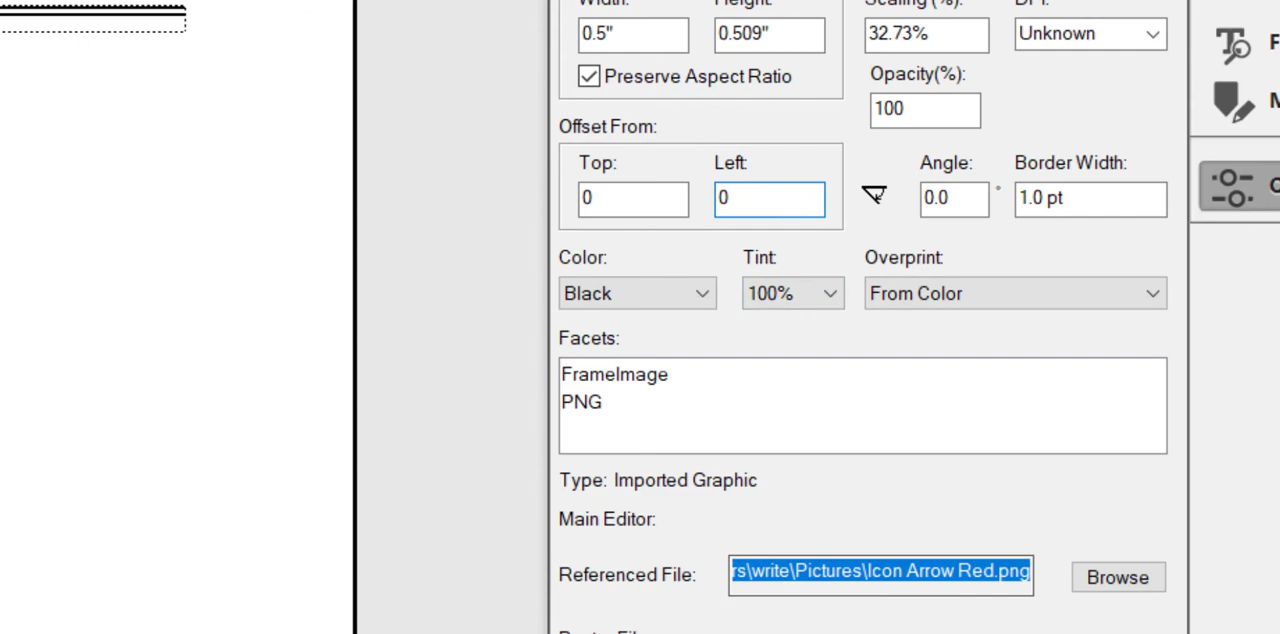 Width: Height: Scaling (%): DPI:
0.5" 0.509" 32.73% Unknown
Preserve Aspect Ratio
Opacity(%):
100
Offset From:
Top: Left: Angle: Border Width:
0 0 0.0 ° 1.0 pt
Color: Tint: Overprint:
Black 100% From Color
Facets:
FrameImage
PNG
Type: Imported Graphic
Main Editor:
Referenced File: rs\write\Pictures\Icon Arrow Red.png Browse